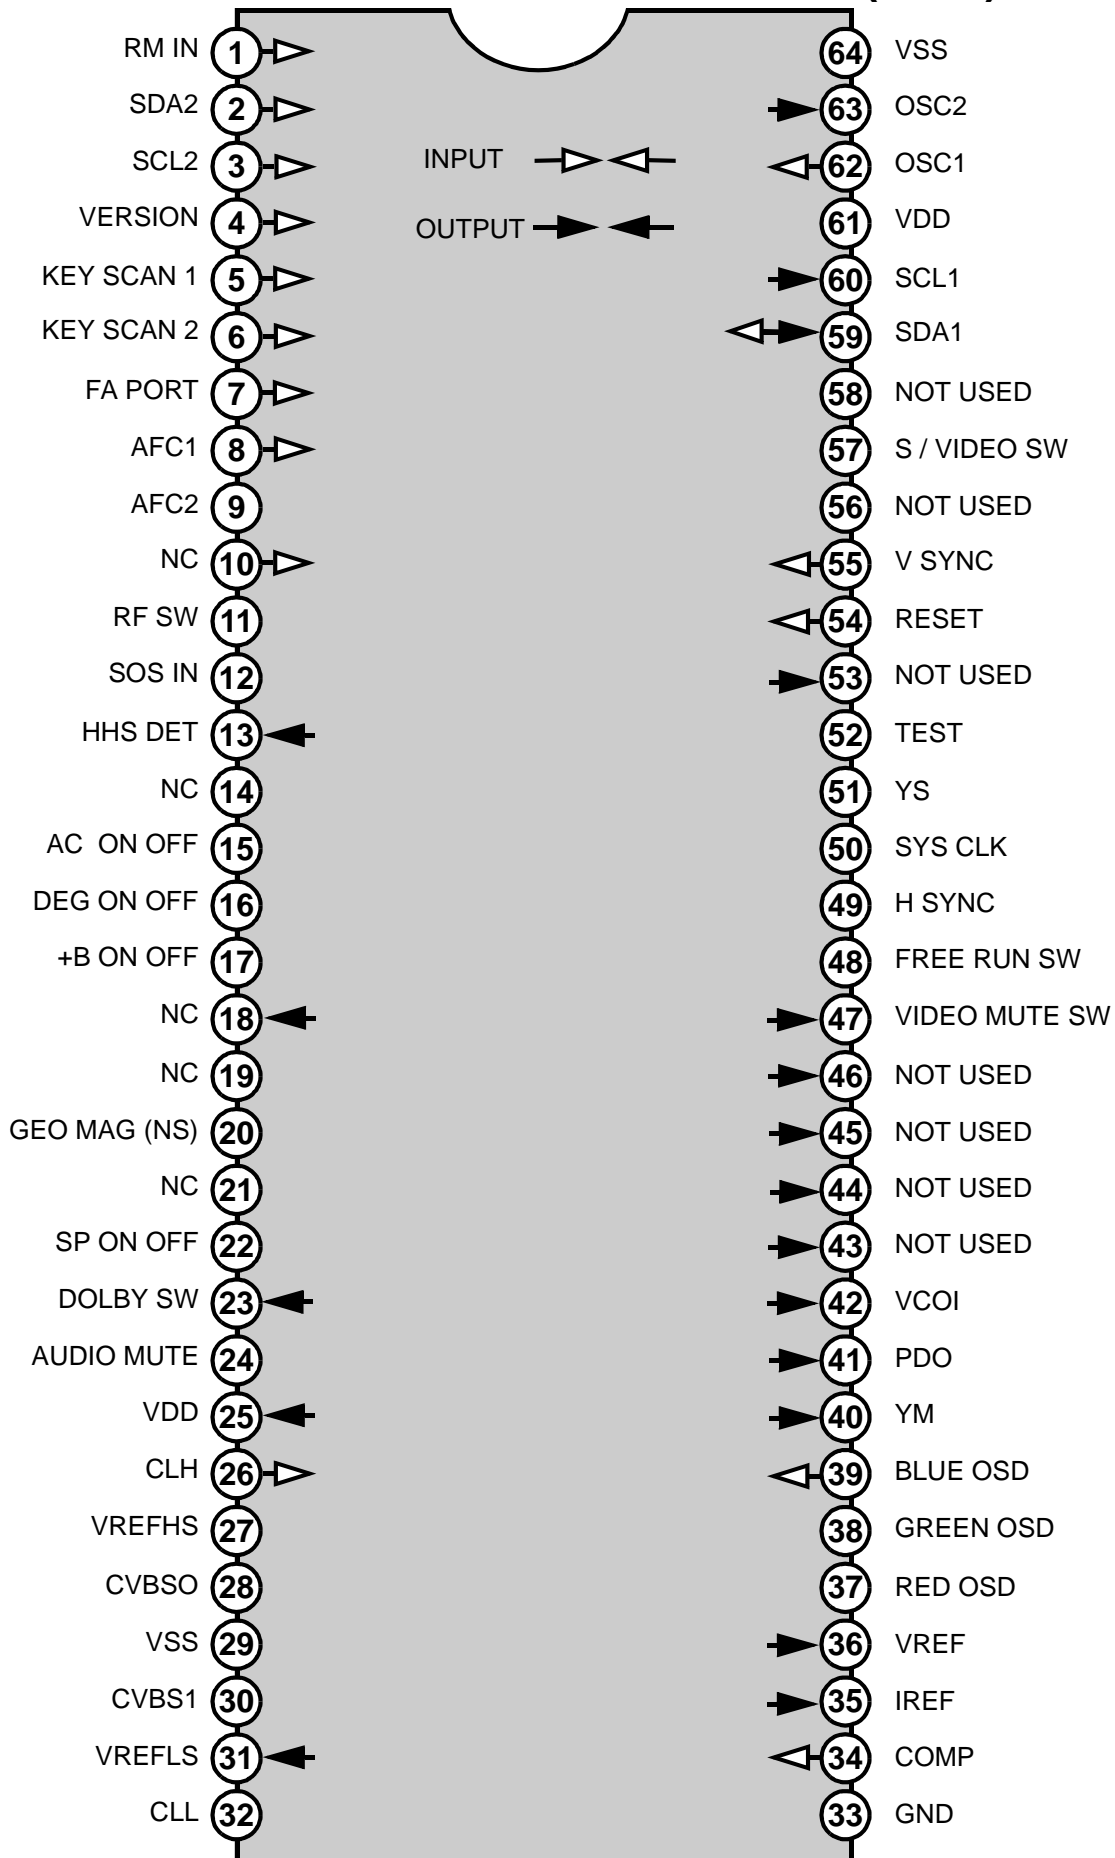 RM IN 1
SDA2 2
SCL2 3
VERSION 4
KEY SCAN 1 5
KEY SCAN 2 6
FA PORT 7
AFC1 8
AFC2 9
NC 10
RF SW 11
SOS IN 12
HHS DET 13
NC 14
AC ON OFF 15
DEG ON OFF 16
+B ON OFF 17
NC 18
NC 19
GEO MAG (NS) 20
NC 21
SP ON OFF 22
DOLBY SW 23
AUDIO MUTE 24
VDD 25
CLH 26
VREFHS 27
CVBSO 28
VSS 29
CVBS1 30
VREFLS 31
CLL 32
INPUT
OUTPUT
64 VSS
63 OSC2
62 OSC1
61 VDD
60 SCL1
59 SDA1
58 NOT USED
57 S / VIDEO SW
56 NOT USED
55 V SYNC
54 RESET
53 NOT USED
52 TEST
51 YS
50 SYS CLK
49 H SYNC
48 FREE RUN SW
47 VIDEO MUTE SW
46 NOT USED
45 NOT USED
44 NOT USED
43 NOT USED
42 VCOI
41 PDO
40 YM
39 BLUE OSD
38 GREEN OSD
37 RED OSD
36 VREF
35 IREF
34 COMP
33 GND